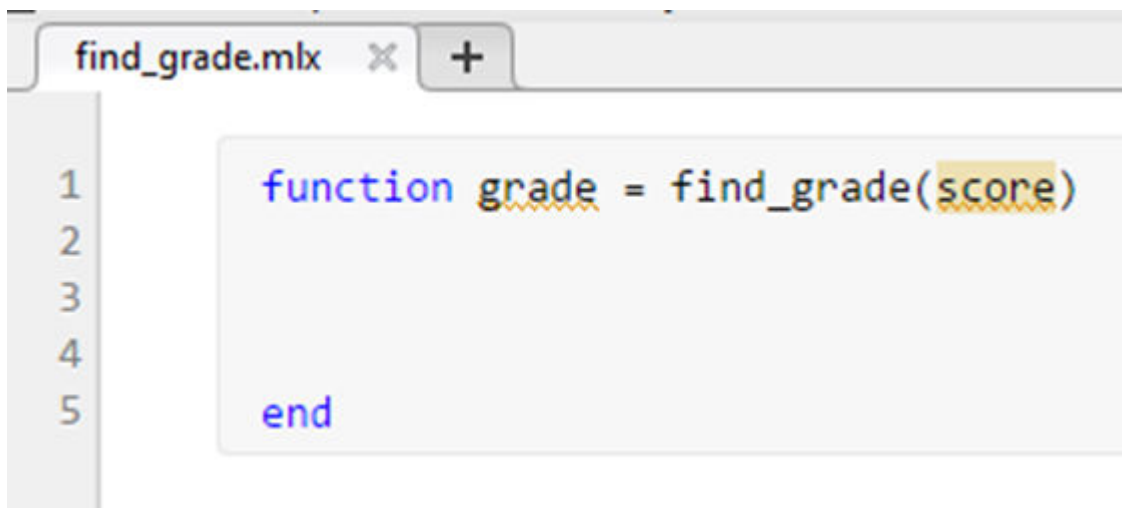 find_grade.mlx
1 function grade = find_grade(score)
2
3
4
5 end